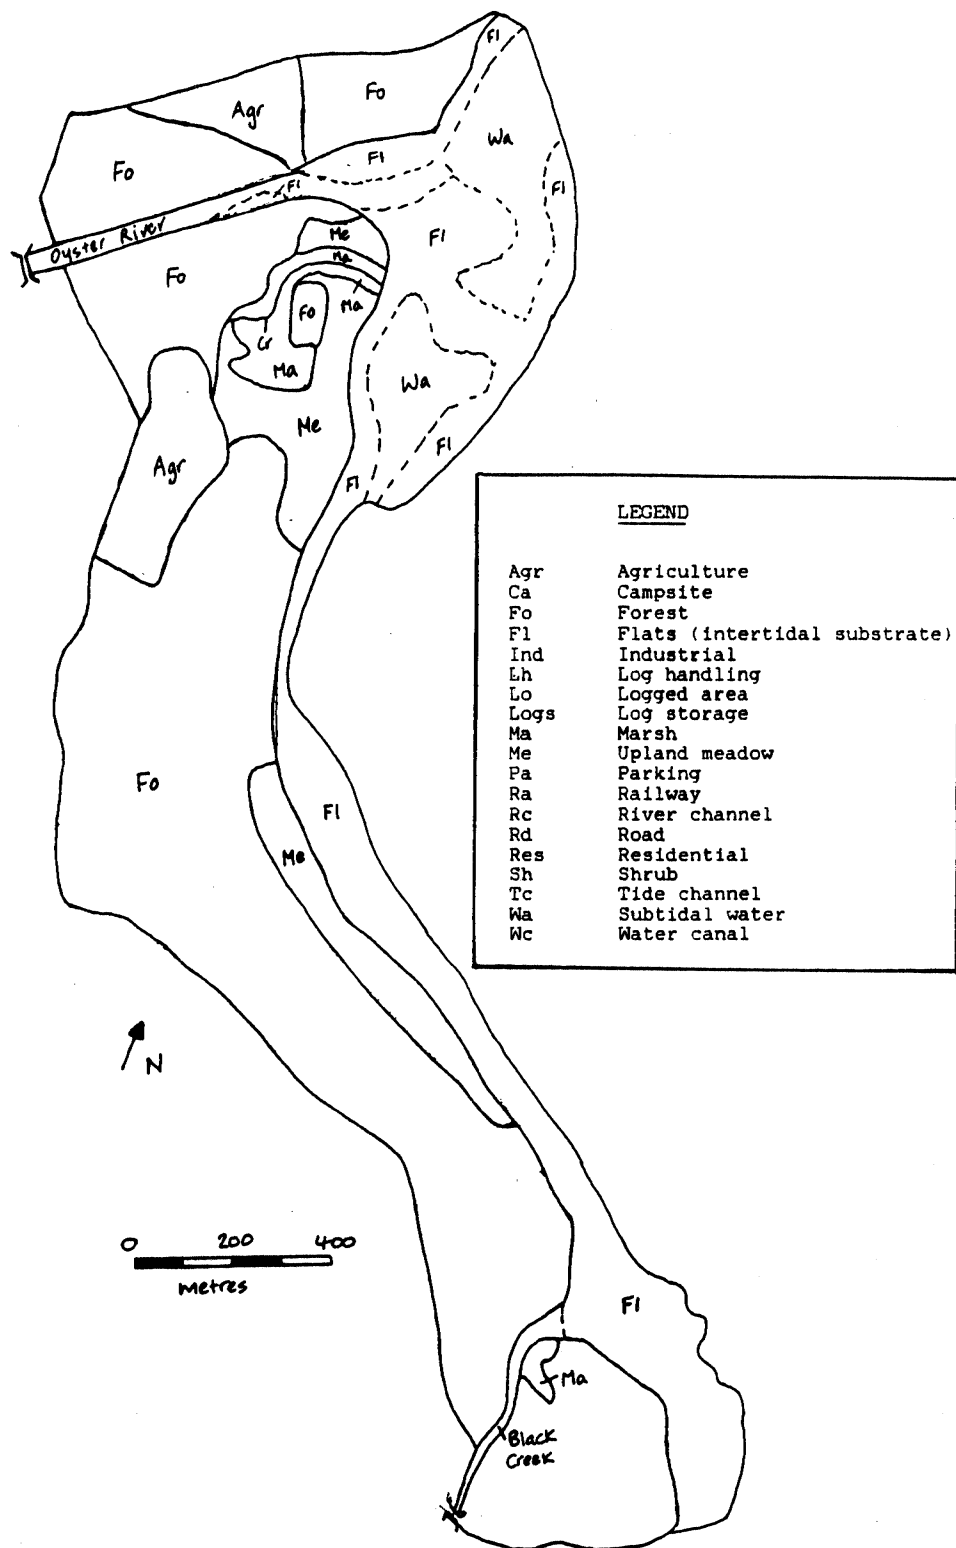 Fl
Fo
Agr
Wa
Fl
Fo
Fl
Fl
Oyster River
Me
Fl
Ma
Fo
Ma
Fo
Cr
Ma
Wa
Me
Fl
Agr
Fl
LEGEND
Agr Agriculture
Ca Campsite
Fo Forest
Fl Flats (intertidal substrate)
Ind Industrial
Lh Log handling
Lo Logged area
Logs Log storage
Ma Marsh
Me Upland meadow
Pa Parking
Ra Railway
Rc River channel
Rd Road
Res Residential
Sh Shrub
Tc Tide channel
Wa Subtidal water
Wc Water canal
Fo
Fl
Me
N
0 200 400
metres
Fl
Ma
Black
Creek